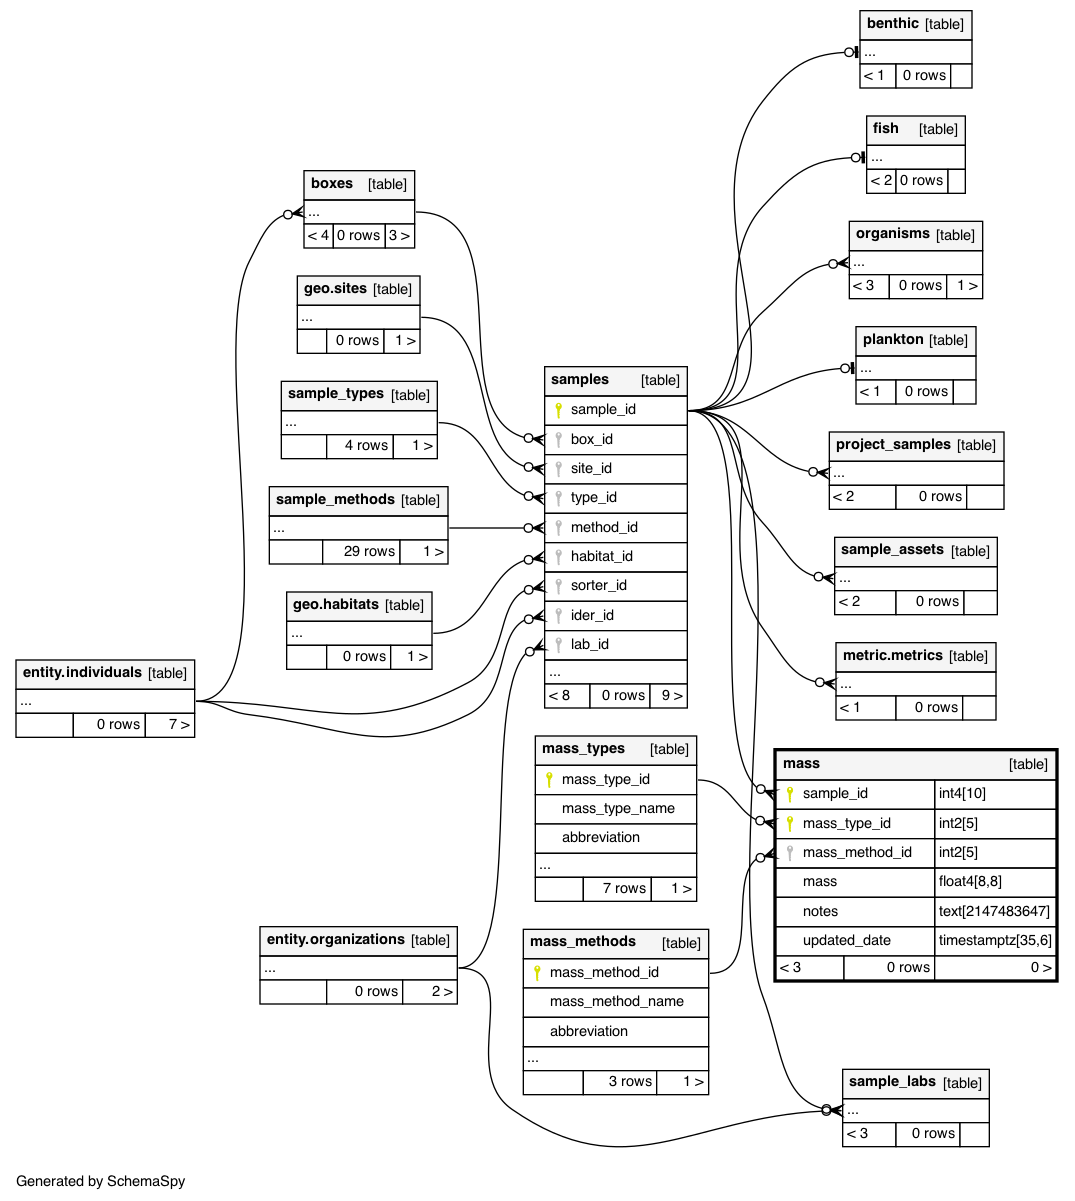 benthic [table]
...
< 1 0 rows
fish [table]
...
< 2 0 rows
boxes [table]
...
< 4 0 rows 3 >
organisms [table]
...
< 3 0 rows 1 >
geo.sites [table]
...
0 rows 1 >
plankton [table]
...
< 1 0 rows
sample_types [table]
...
4 rows 1 >
samples [table]
sample_id
box_id
site_id
type_id
method_id
habitat_id
sorter_id
ider_id
lab_id
...
< 8 0 rows 9 >
project_samples [table]
...
< 2 0 rows
sample_methods [table]
...
29 rows 1 >
sample_assets [table]
...
< 2 0 rows
geo.habitats [table]
...
0 rows 1 >
metric.metrics [table]
...
< 1 0 rows
entity.individuals [table]
...
0 rows 7 >
mass_types [table]
mass_type_id
mass_type_name
abbreviation
...
7 rows 1 >
mass [table]
sample_id int4[10]
mass_type_id int2[5]
mass_method_id int2[5]
mass float4[8,8]
notes text[2147483647]
updated_date timestamptz[35,6]
< 3 0 rows 0 >
entity.organizations [table]
...
0 rows 2 >
mass_methods [table]
mass_method_id
mass_method_name
abbreviation
...
3 rows 1 >
sample_labs [table]
...
< 3 0 rows
Generated by SchemaSpy